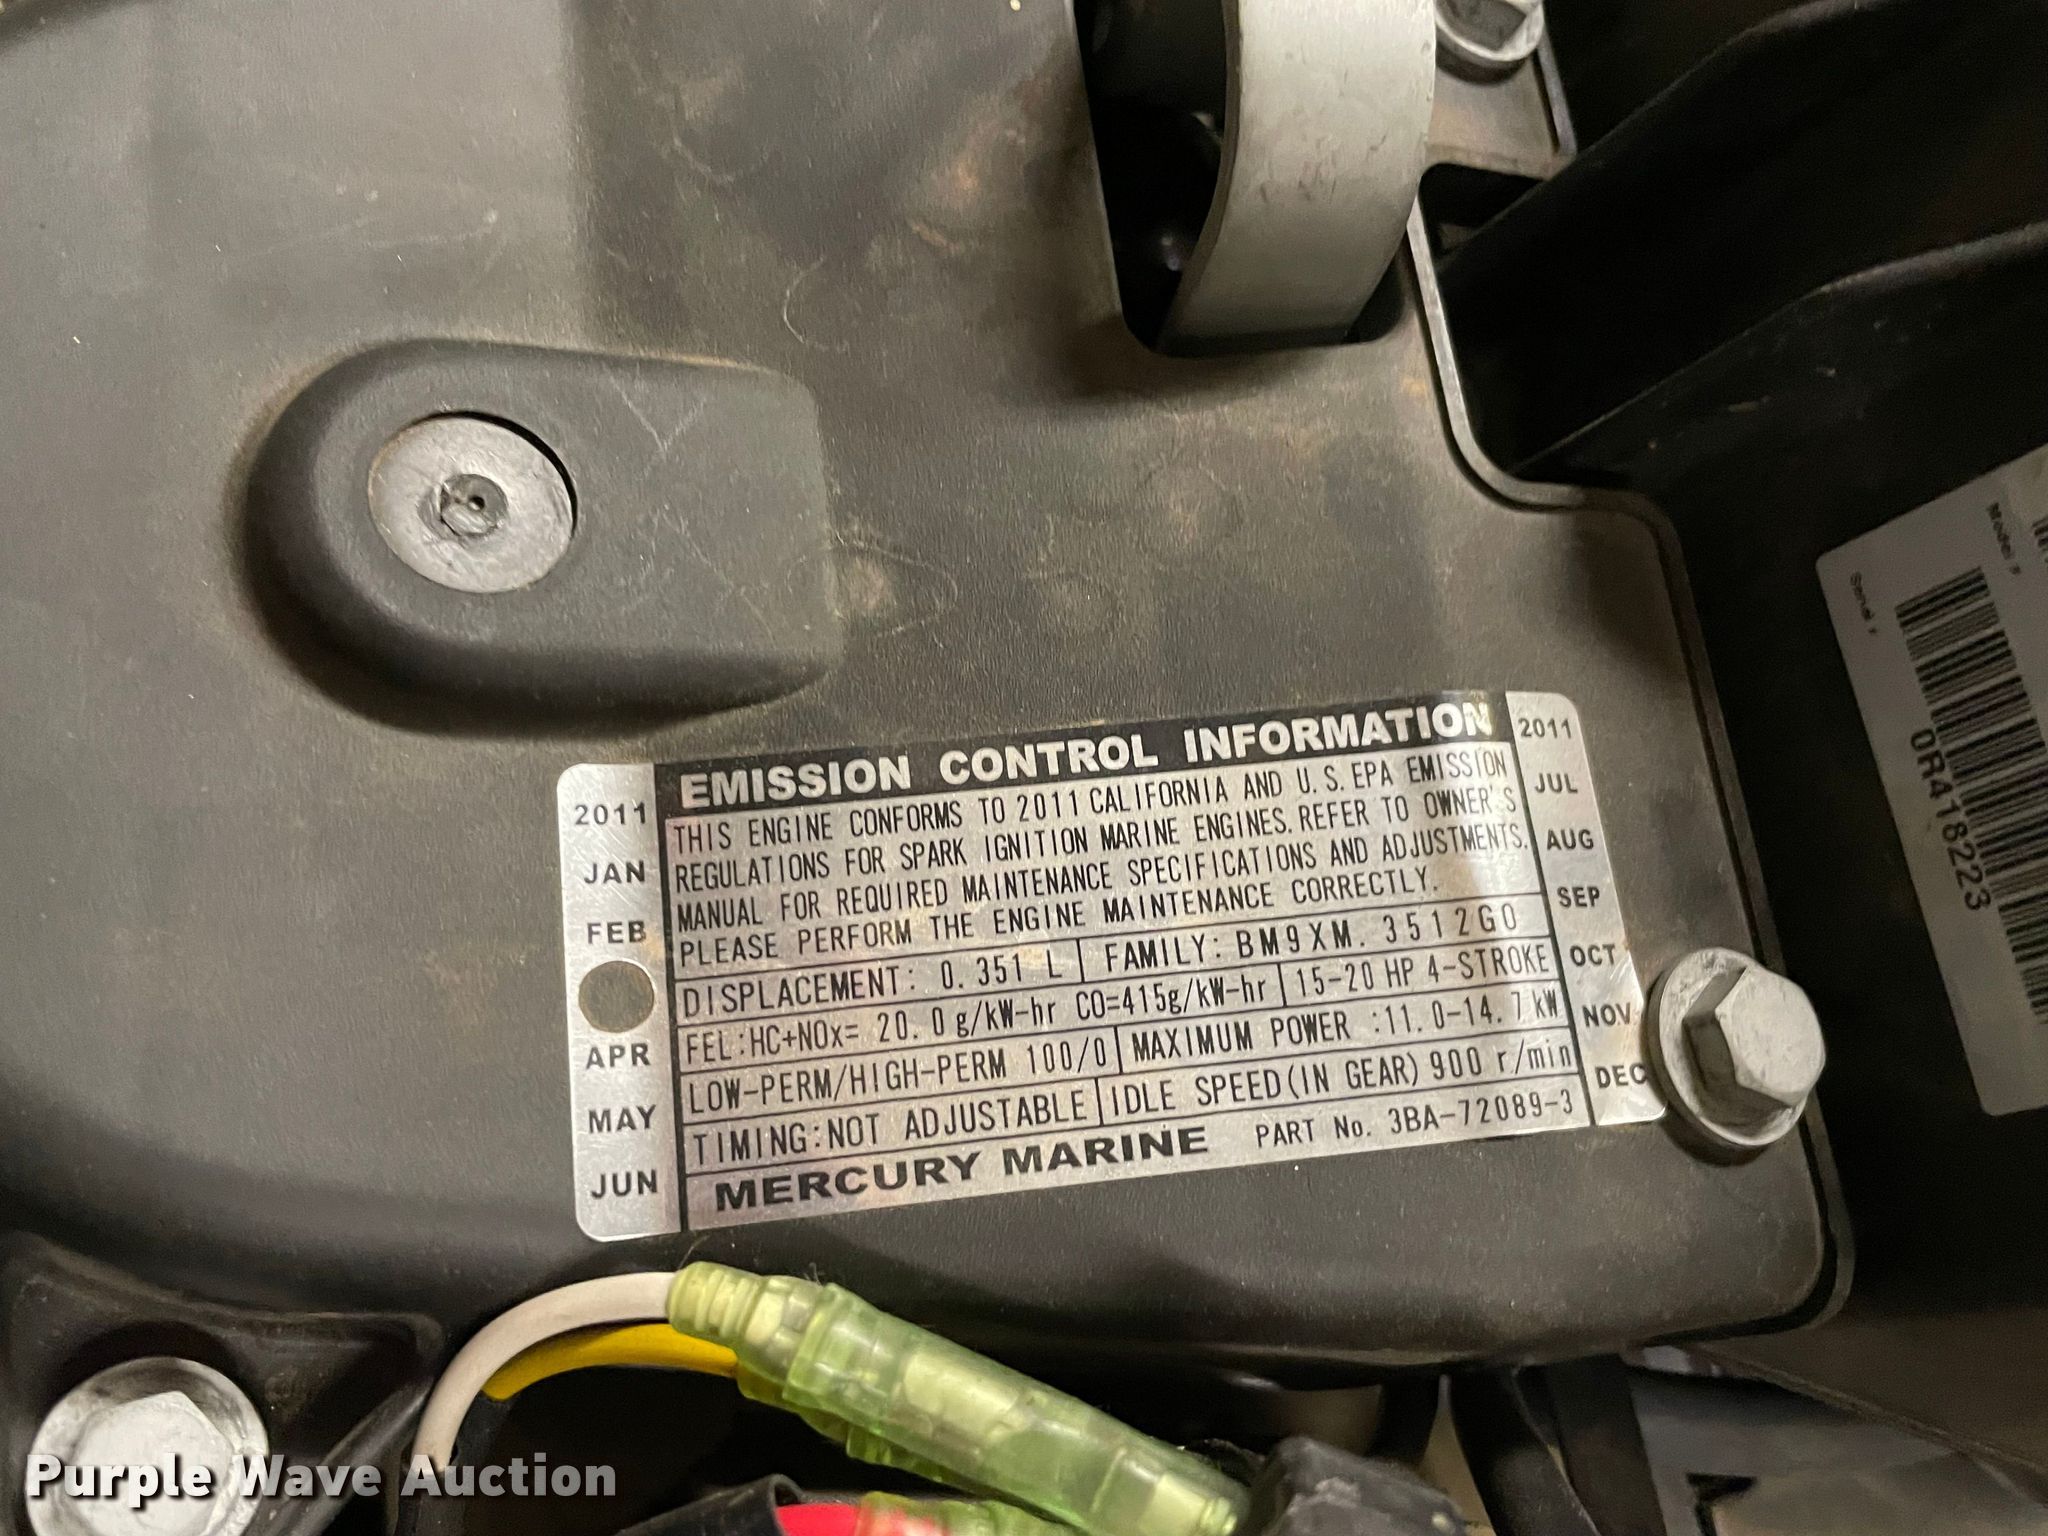 2011
JAN
FEB
APR
MAY
JUN
EMISSION CONTROL INFORMATION
THIS ENGINE CONFORMS TO 2011 CALIFORNIA AND U.S. EPA EMISSION
REGULATIONS FOR SPARK IGNITION MARINE ENGINES. REFER TO OWNER'S
MANUAL FOR REQUIRED MAINTENANCE SPECIFICATIONS AND ADJUSTMENTS.
PLEASE PERFORM THE ENGINE MAINTENANCE CORRECTLY.
DISPLACEMENT: 0.351 L FAMILY: BM9XM.3512G0
FEL:HC+NOx= 20.0g/kW-hr CO=415g/kW-hr 15-20 HP 4-STROKE
LOW-PERM/HIGH-PERM 100/0 MAXIMUM POWER :11.0-14.7 kW
TIMING:NOT ADJUSTABLE IDLE SPEED(IN GEAR) 900 r/min
MERCURY MARINE PART No. 3BA-72089-3
2011
JUL
AUG
SEP
OCT
NOV
DEC
Model #
Serial #
0R418223
Purple Wave Auction